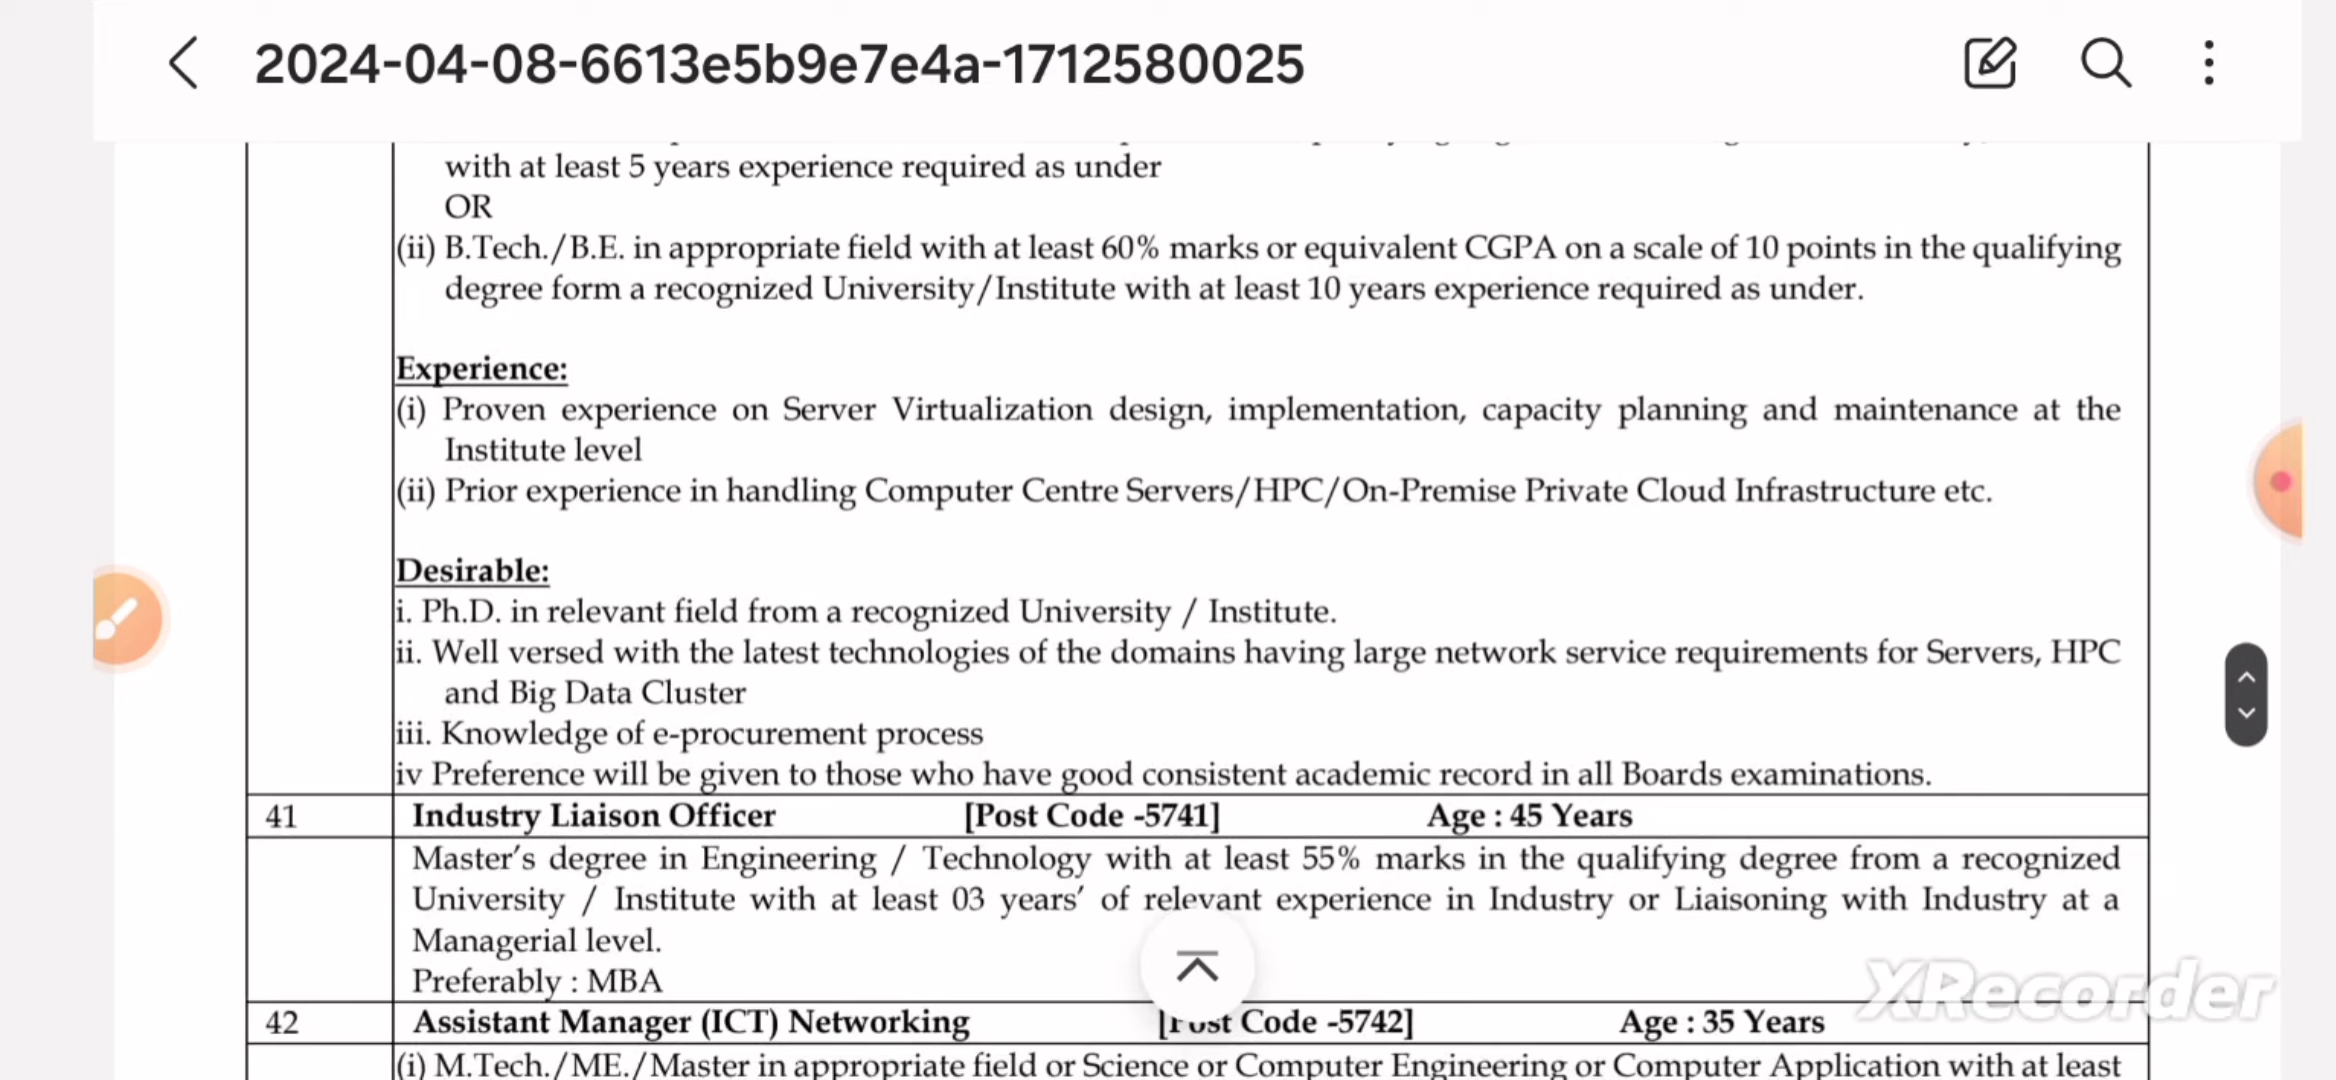 2024-04-08-6613e5b9e7e4a-1712580025
with at least 5 years experience required as under
OR
(ii) B.Tech./B.E. in appropriate field with at least 60% marks or equivalent CGPA on a scale of 10 points in the qualifying
degree form a recognized University/Institute with at least 10 years experience required as under.
Experience:
(i) Proven experience on Server Virtualization design, implementation, capacity planning and maintenance at the
Institute level
(ii) Prior experience in handling Computer Centre Servers/HPC/On-Premise Private Cloud Infrastructure etc.
Desirable:
i. Ph.D. in relevant field from a recognized University / Institute.
ii. Well versed with the latest technologies of the domains having large network service requirements for Servers, HPC
and Big Data Cluster
iii. Knowledge of e-procurement process
iv Preference will be given to those who have good consistent academic record in all Boards examinations.
41 Industry Liaison Officer [Post Code -5741] Age : 45 Years
Master's degree in Engineering / Technology with at least 55% marks in the qualifying degree from a recognized
University / Institute with at least 03 years' of relevant experience in Industry or Liaisoning with Industry at a
Managerial level.
Preferably : MBA
XRecorder
42 Assistant Manager (ICT) Networking [Post Code -5742] Age : 35 Years
(i) M.Tech./ME./Master in appropriate field or Science or Computer Engineering or Computer Application with at least